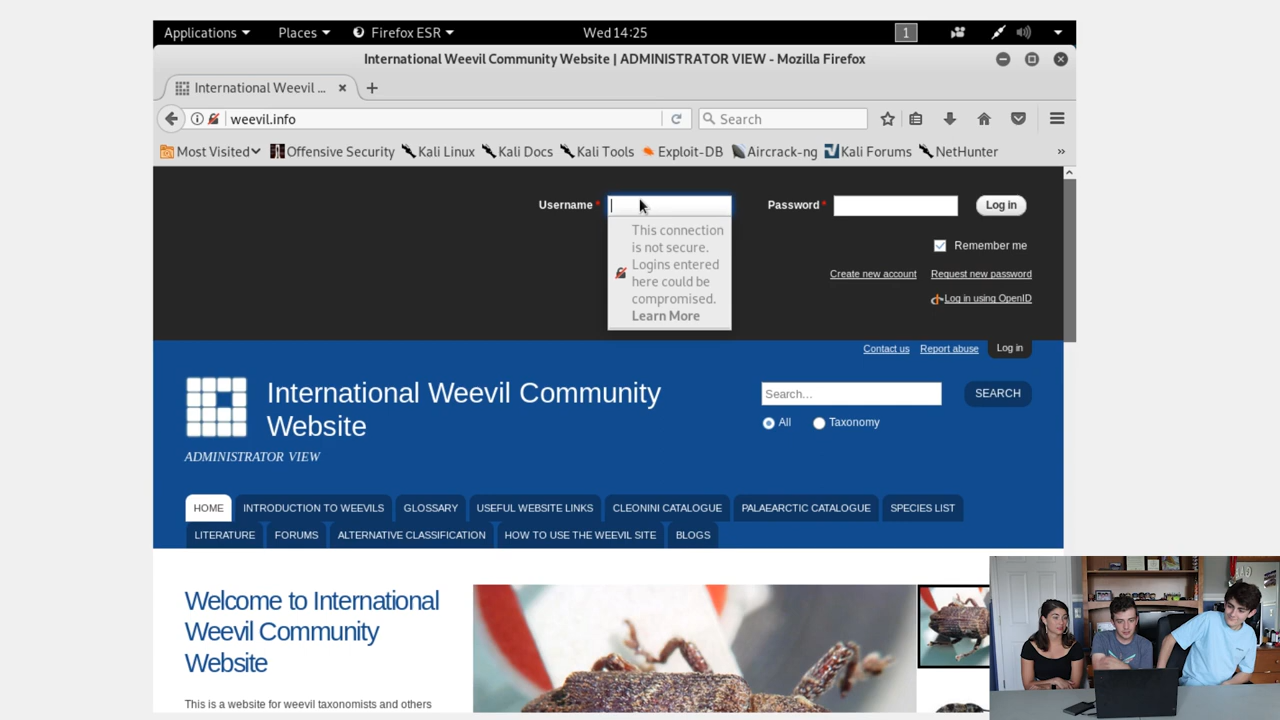 Applications Places Firefox ESR Wed 14:25 1
International Weevil Community Website | ADMINISTRATOR VIEW - Mozilla Firefox
International Weevil ...
weevil.info Search
Most Visited Offensive Security Kali Linux Kali Docs Kali Tools Exploit-DB Aircrack-ng Kali Forums NetHunter »
Username * Password * Log in
This connection
is not secure.
Logins entered
here could be
compromised.
Learn More
Remember me
Create new account Request new password
Log in using OpenID
Contact us Report abuse Log in
International Weevil Community
Website
Search... SEARCH
All Taxonomy
ADMINISTRATOR VIEW
HOME INTRODUCTION TO WEEVILS GLOSSARY USEFUL WEBSITE LINKS CLEONINI CATALOGUE PALAEARCTIC CATALOGUE SPECIES LIST
LITERATURE FORUMS ALTERNATIVE CLASSIFICATION HOW TO USE THE WEEVIL SITE BLOGS
Welcome to International
Weevil Community
Website
This is a website for weevil taxonomists and others